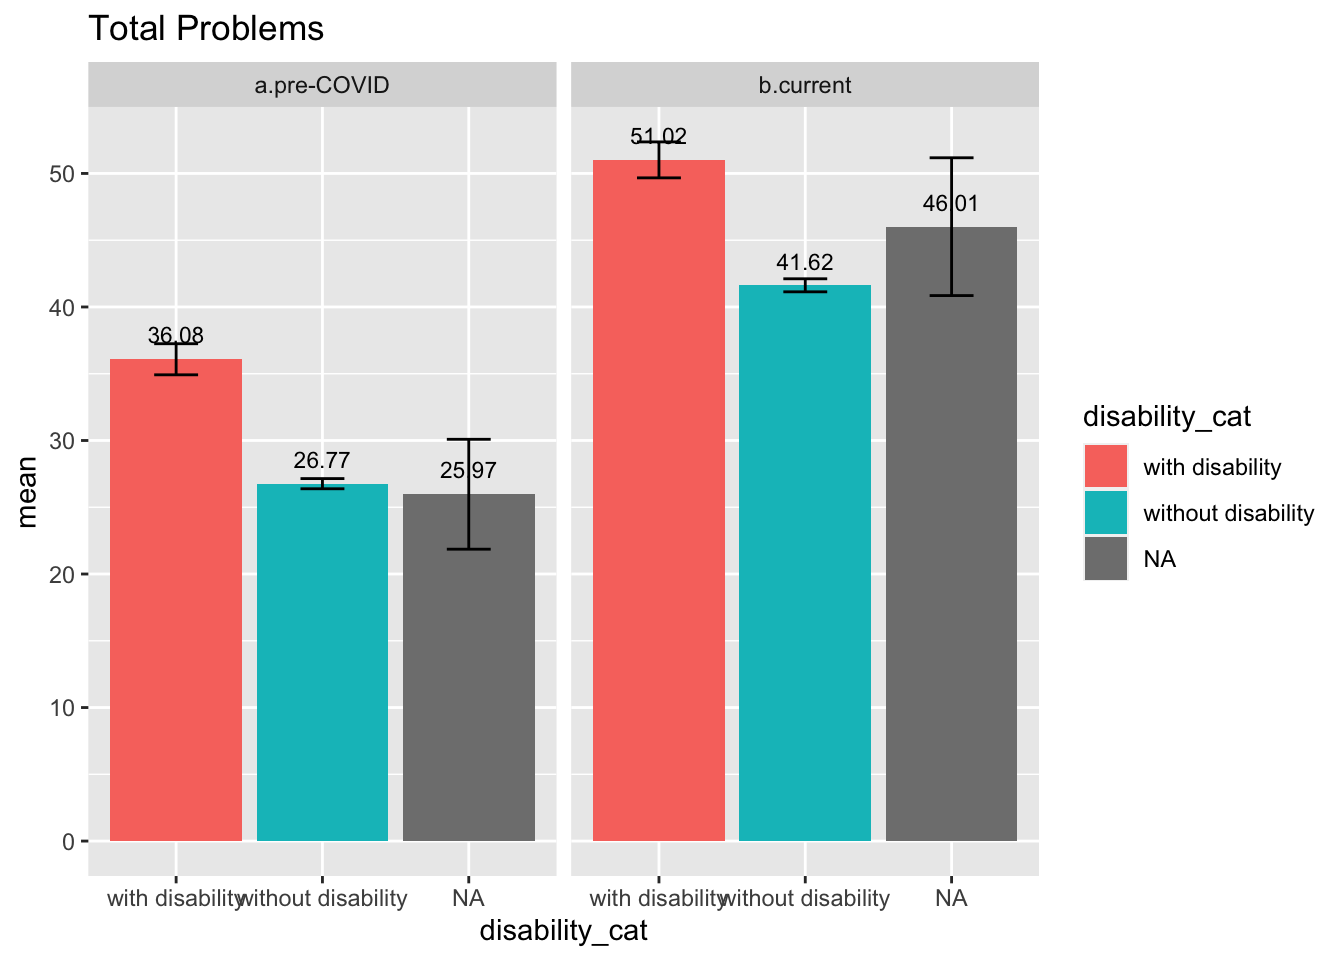 Total Problems
a.pre-COVID
b.current
mean
50
40
30
20
10
0
36.08
26.77
25.97
51.02
41.62
46.01
with disability
without disability
NA
with disability
without disability
NA
disability_cat
disability_cat
with disability
without disability
NA